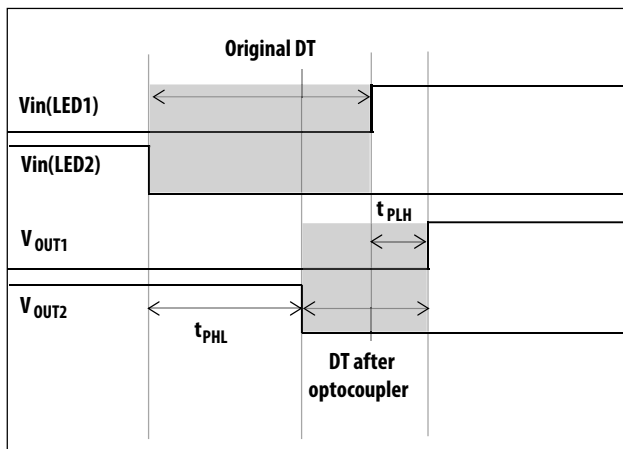 Original DT
Vin(LED1)
Vin(LED2)
t PLH
V OUT1
V OUT2
t PHL
DT after
optocoupler